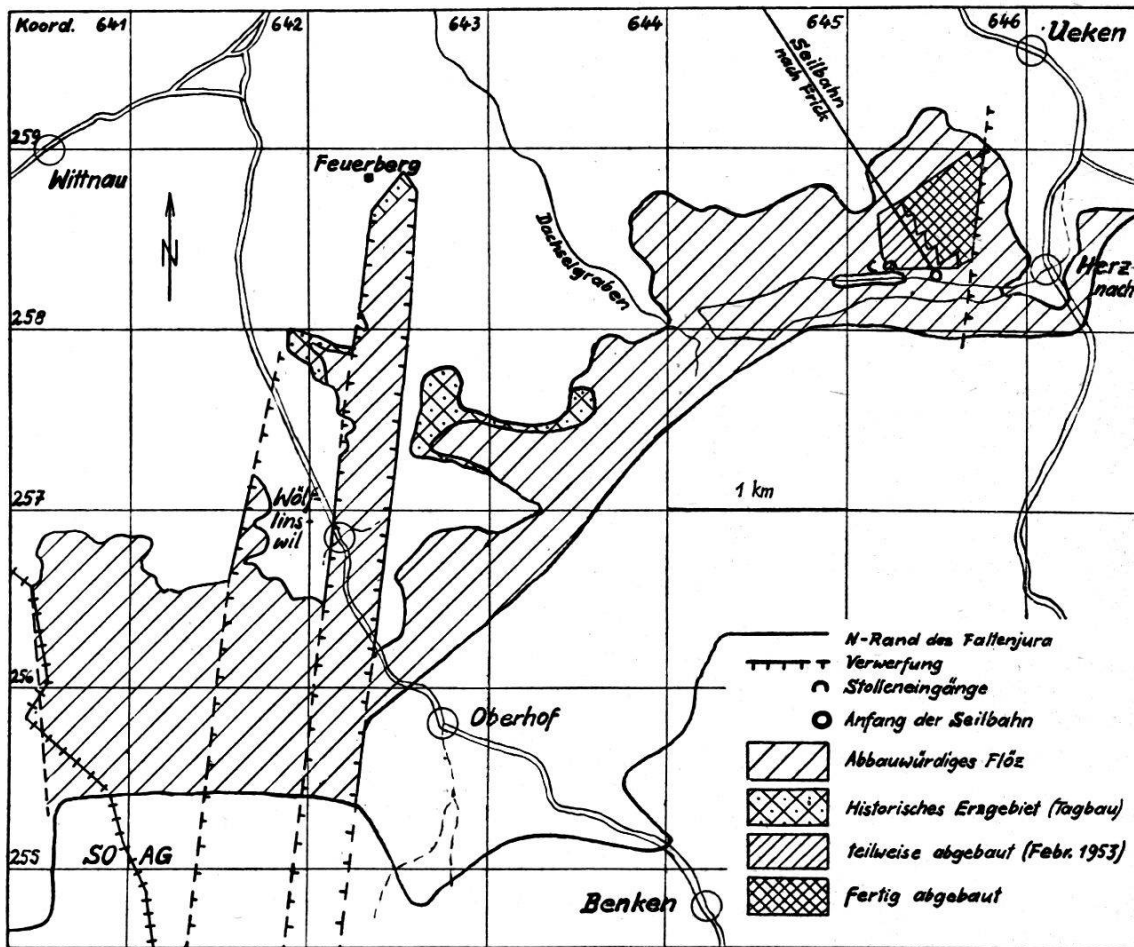 Koord. 641 642 643 644 645 646
Ueken
Seilbahn
nach Frick
259
Wittnau
Feuerberg
N
Dachselgraben
Herz-
nach
258
257
Wölf
lins
wil
1 km
N-Rand des Faltenjura
Verwerfung
Stolleneingänge
Anfang der Seilbahn
256
Oberhof
Abbauwürdiges Flöz
Historisches Erzgebiet (Tagbau)
teilweise abgebaut (Febr. 1953)
fertig abgebaut
255
SO AG
Benken